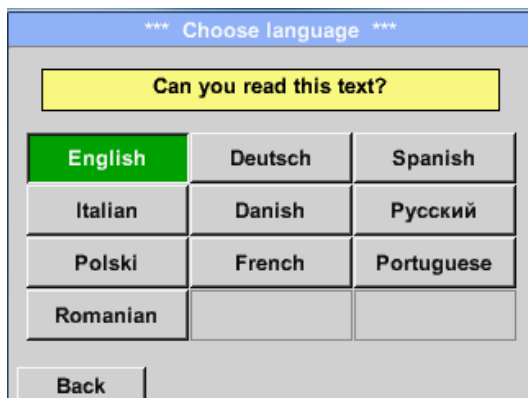 *** Choose language ***
Can you read this text?
English Deutsch Spanish
Italian Danish Русский
Polski French Portuguese
Romanian
Back